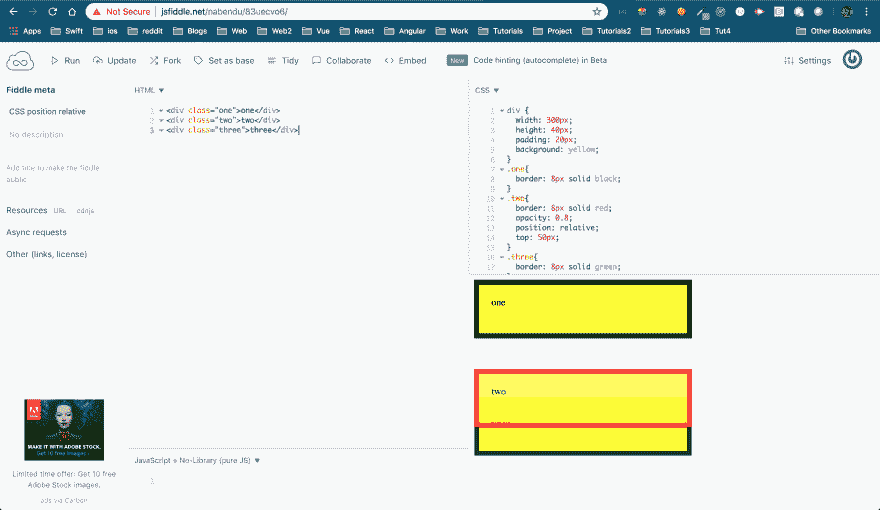 Not Secure | jsfiddle.net/nabendu/83uecvo6/
Apps Swift ios reddit Blogs Web Web2 Vue React Angular Work Tutorials Project Tutorials2 Tutorials3 Tut4 Other Bookmarks
Run Update Fork Set as base Tidy Collaborate <> Embed New Code hinting (autocomplete) in Beta Settings
Fiddle meta
CSS position relative
No description
Add title to make the fiddle
public
Resources URL cdnjs
Async requests
Other (links, license)
Adobe
MAKE IT WITH ADOBE STOCK.
Get 10 free images
Limited time offer: Get 10 free
Adobe Stock images.
ads via Carbon
HTML ▼
1 <div class="one">one</div>
2 <div class="two">two</div>
3 <div class="three">three</div>
JavaScript + No-Library (pure JS) ▼
1
CSS ▼
1 div {
2 width: 300px;
3 height: 40px;
4 padding: 20px;
5 background: yellow;
6 }
7 .one{
8 border: 8px solid black;
9 }
10 .two{
11 border: 8px solid red;
12 opacity: 0.8;
13 position: relative;
14 top: 50px;
15 }
16 .three{
17 border: 8px solid green;
one
two